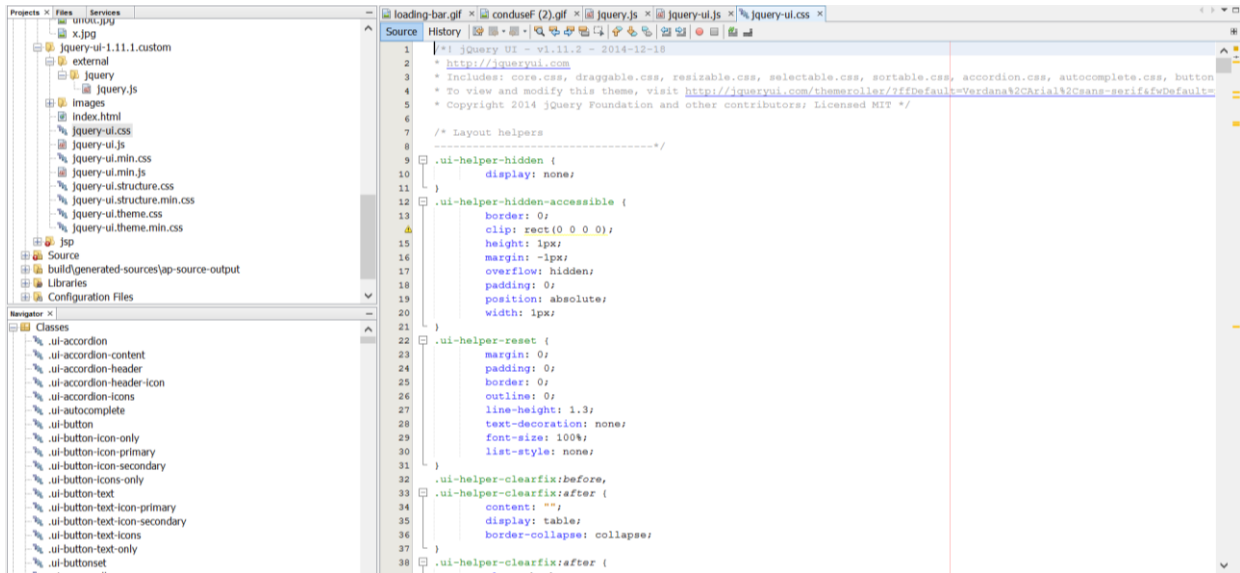 Projects Files Services
x.jpg
jquery-ui-1.11.1.custom
external
jquery
jquery.js
images
index.html
jquery-ui.css
jquery-ui.js
jquery-ui.min.css
jquery-ui.min.js
jquery-ui.structure.css
jquery-ui.structure.min.css
jquery-ui.theme.css
jquery-ui.theme.min.css
jsp
Source
build\generated-sources\ap-source-output
Libraries
Configuration Files
Navigator
Classes
.ui-accordion
.ui-accordion-content
.ui-accordion-header
.ui-accordion-header-icon
.ui-accordion-icons
.ui-autocomplete
.ui-button
.ui-button-icon-only
.ui-button-icon-primary
.ui-button-icon-secondary
.ui-button-icons-only
.ui-button-text
.ui-button-text-icon-primary
.ui-button-text-icon-secondary
.ui-button-text-icons
.ui-button-text-only
.ui-buttonset
loading-bar.gif conduseF (2).gif jquery.js jquery-ui.js jquery-ui.css
Source History
1 /*! jQuery UI - v1.11.2 - 2014-12-18
2 * http://jqueryui.com
3 * Includes: core.css, draggable.css, resizable.css, selectable.css, sortable.css, accordion.css, autocomplete.css, button
4 * To view and modify this theme, visit http://jqueryui.com/themeroller/?ffDefault=Verdana%2CArial%2Csans-serif&fwDefault=
5 * Copyright 2014 jQuery Foundation and other contributors; Licensed MIT */
6
7 /* Layout helpers
8 ----------------------------------*/
9 .ui-helper-hidden {
10 display: none;
11 }
12 .ui-helper-hidden-accessible {
13 border: 0;
clip: rect(0 0 0 0);
15 height: 1px;
16 margin: -1px;
17 overflow: hidden;
18 padding: 0;
19 position: absolute;
20 width: 1px;
21 }
22 .ui-helper-reset {
23 margin: 0;
24 padding: 0;
25 border: 0;
26 outline: 0;
27 line-height: 1.3;
28 text-decoration: none;
29 font-size: 100%;
30 list-style: none;
31 }
32 .ui-helper-clearfix:before,
33 .ui-helper-clearfix:after {
34 content: "";
35 display: table;
36 border-collapse: collapse;
37 }
38 .ui-helper-clearfix:after {